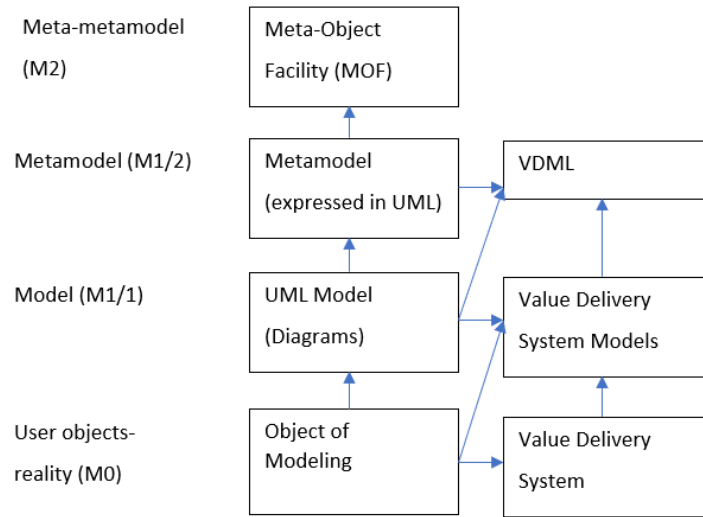 Meta-metamodel
(M2)
Meta-Object
Facility (MOF)
Metamodel (M1/2)
Metamodel
(expressed in UML)
VDML
Model (M1/1)
UML Model
(Diagrams)
Value Delivery
System Models
User objects-
reality (M0)
Object of
Modeling
Value Delivery
System